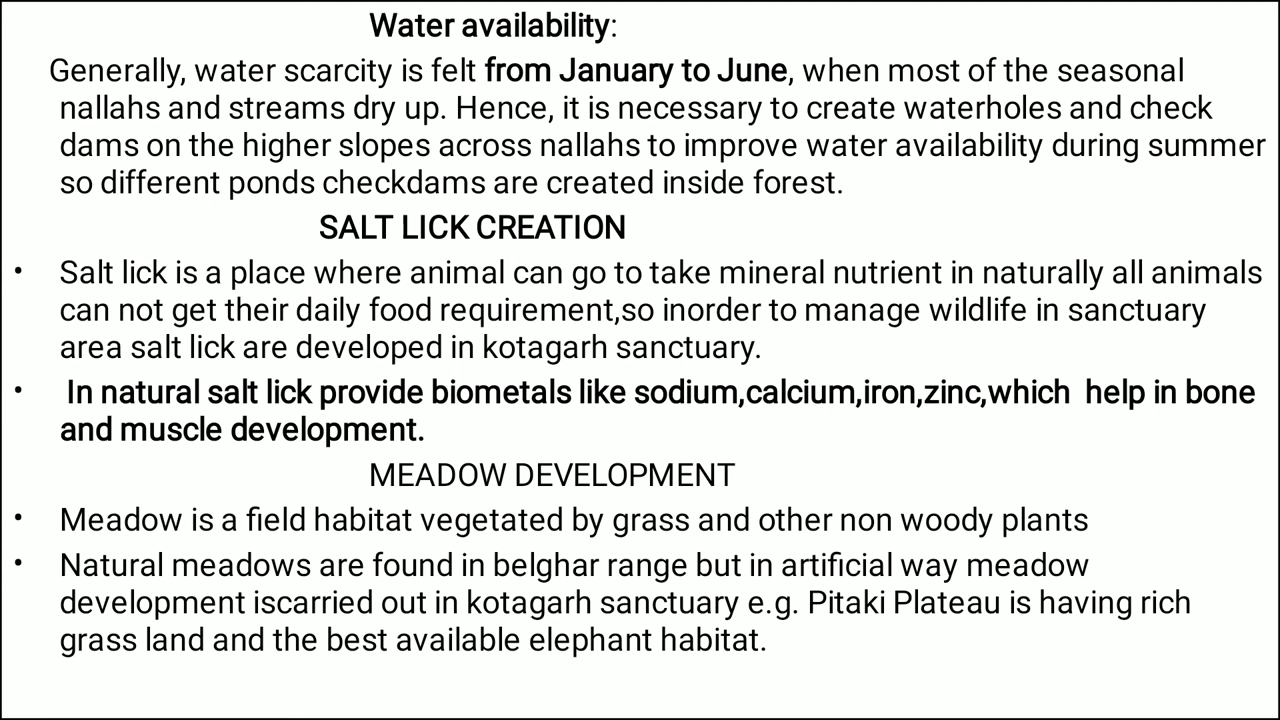 Water availability:
Generally, water scarcity is felt from January to June, when most of the seasonal
nallahs and streams dry up. Hence, it is necessary to create waterholes and check
dams on the higher slopes across nallahs to improve water availability during summer
so different ponds checkdams are created inside forest.
SALT LICK CREATION
• Salt lick is a place where animal can go to take mineral nutrient in naturally all animals
can not get their daily food requirement,so inorder to manage wildlife in sanctuary
area salt lick are developed in kotagarh sanctuary.
• In natural salt lick provide biometals like sodium,calcium,iron,zinc,which help in bone
and muscle development.
MEADOW DEVELOPMENT
• Meadow is a field habitat vegetated by grass and other non woody plants
• Natural meadows are found in belghar range but in artificial way meadow
development iscarried out in kotagarh sanctuary e.g. Pitaki Plateau is having rich
grass land and the best available elephant habitat.